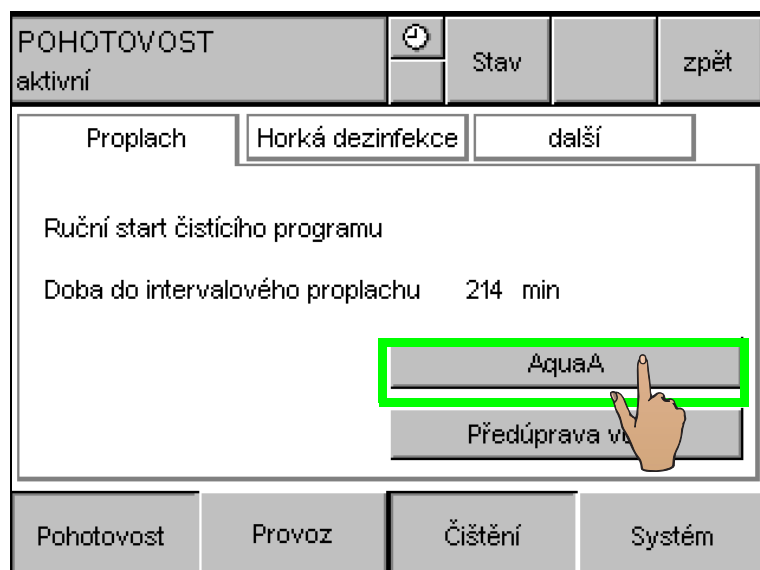 POHOTOVOST
aktivní
Stav
zpět
Proplach
Horká dezinfekce
další
Ruční start čistícího programu
Doba do intervalového proplachu 214 min
AquaA
Předúprava
Pohotovost
Provoz
Čištění
Systém